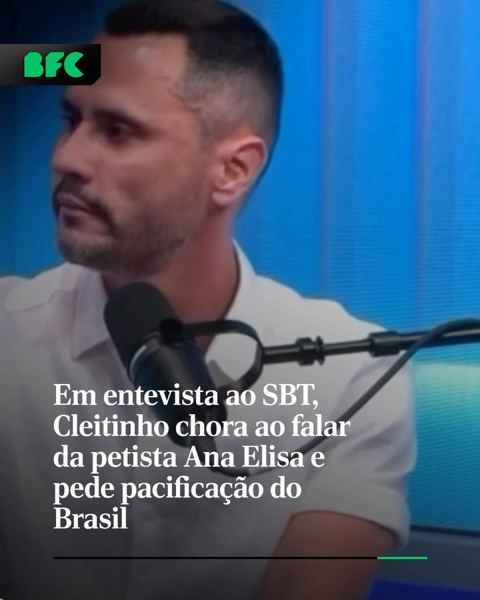 BFC
Em entevista ao SBT,
Cleitinho chora ao falar
da petista Ana Elisa e
pede pacificação do
Brasil